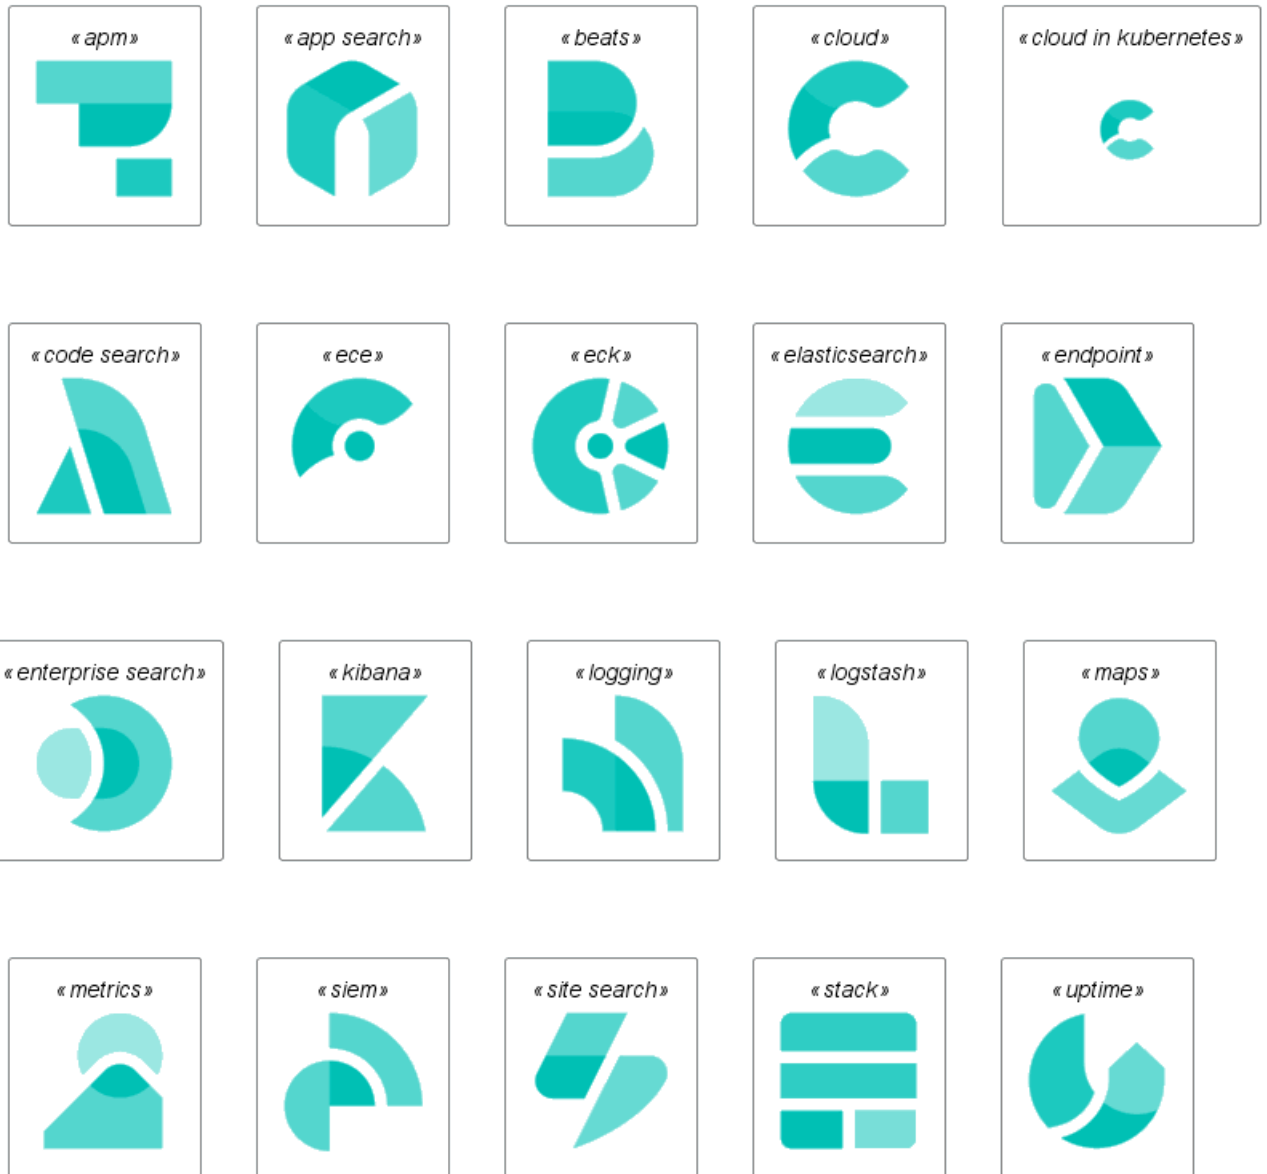 «apm»
«app search»
«beats»
«cloud»
«cloud in kubernetes»
«code search»
«ece»
«eck»
«elasticsearch»
«endpoint»
«enterprise search»
«kibana»
«logging»
«logstash»
«maps»
«metrics»
«siem»
«site search»
«stack»
«uptime»